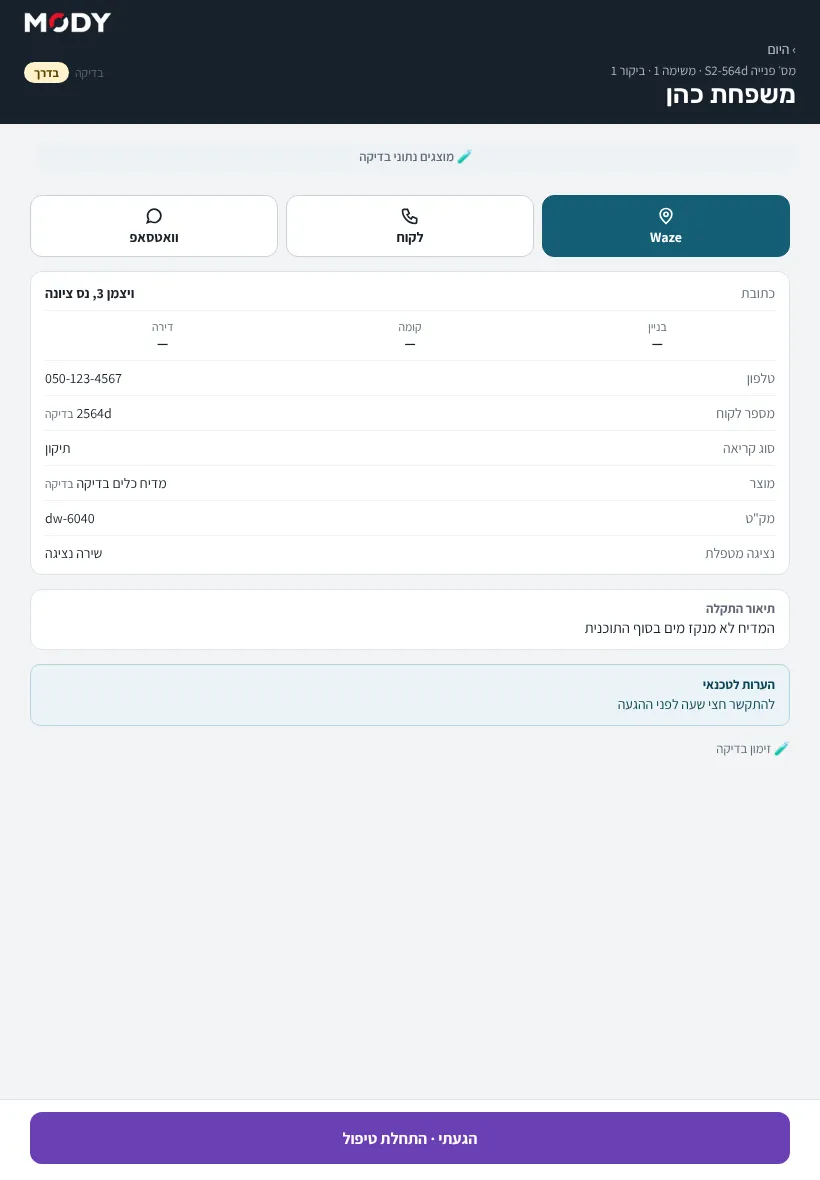 MODY
› היום
מס׳ פנייה S2-564d · משימה 1 · ביקור 1
בדיקה בדרך
משפחת כהן
🧪 מוצגים נתוני בדיקה
Waze
לקוח
וואטסאפ
כתובת ויצמן 3, נס ציונה
בניין קומה דירה
— — —
טלפון 050-123-4567
מספר לקוח 2564d בדיקה
סוג קריאה תיקון
מוצר מדיח כלים בדיקה בדיקה
מק"ט dw-6040
נציגה מטפלת שירה נציגה
תיאור התקלה
המדיח לא מנקז מים בסוף התוכנית
הערות לטכנאי
להתקשר חצי שעה לפני ההגעה
🧪 זימון בדיקה
הגעתי · התחלת טיפול